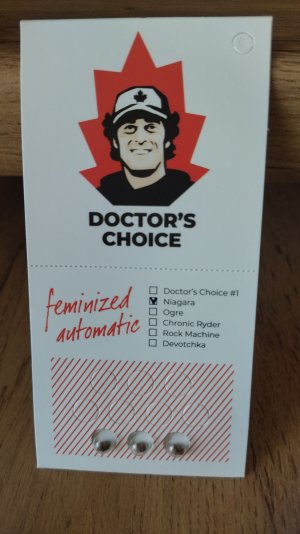 DOCTOR'S
CHOICE
feminized
automatic
Doctor's Choice #1
Niagara
Ogre
Chronic Ryder
Rock Machine
Devotchka